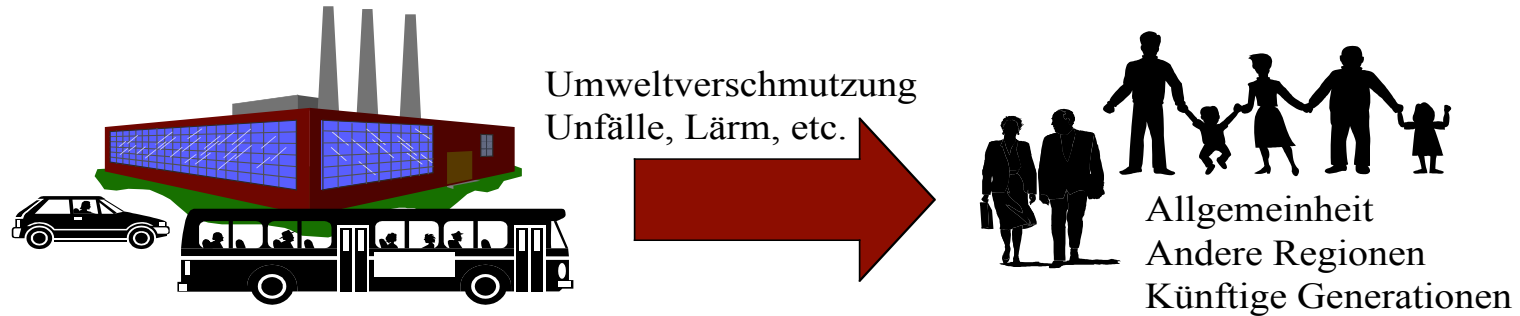 Umweltverschmutzung
Unfälle, Lärm, etc.
Allgemeinheit
Andere Regionen
Künftige Generationen